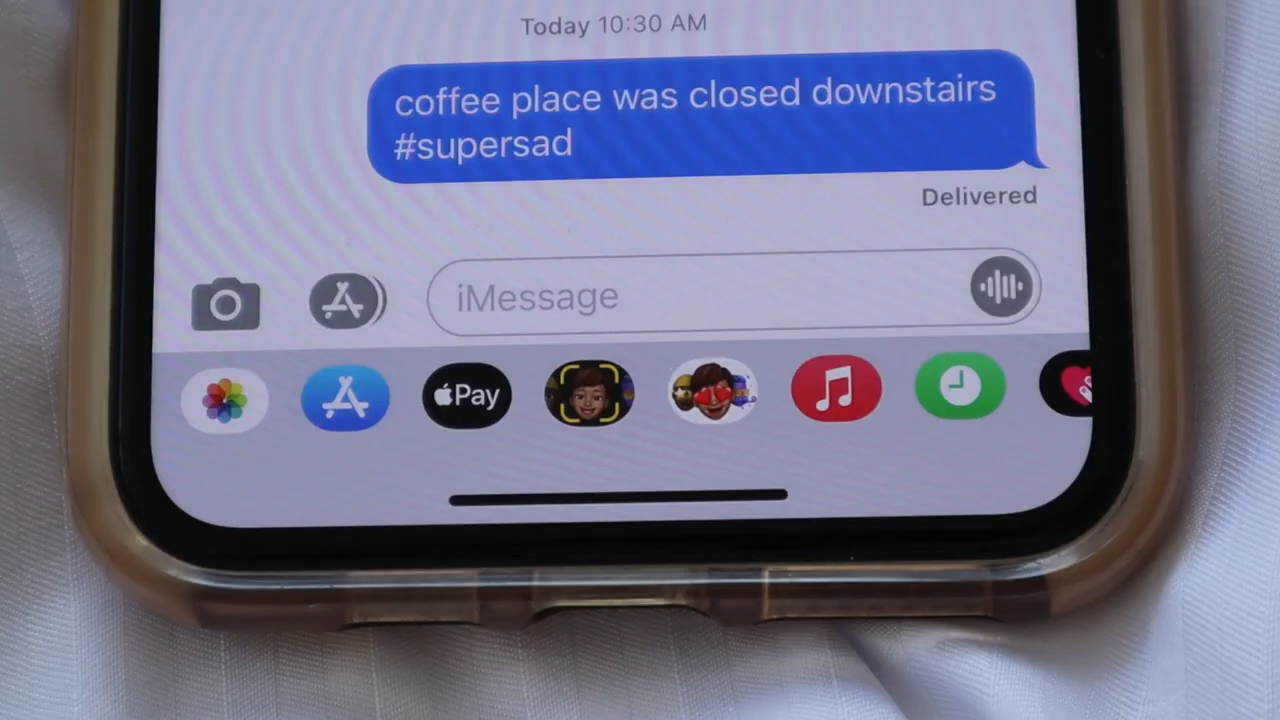 Today 10:30 AM
coffee place was closed downstairs
#supersad
Delivered
iMessage
Pay